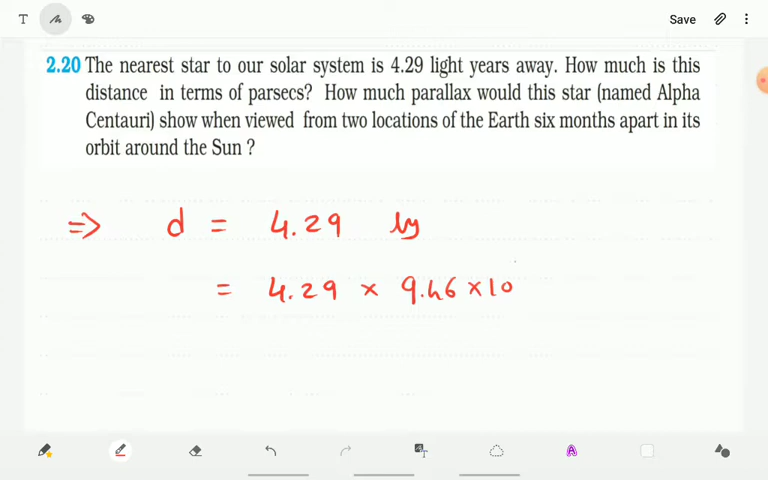 T
Save
2.20 The nearest star to our solar system is 4.29 light years away. How much is this
distance in terms of parsecs? How much parallax would this star (named Alpha
Centauri) show when viewed from two locations of the Earth six months apart in its
orbit around the Sun ?
⇒ d = 4.29 ly
= 4.29 × 9.46 × 10